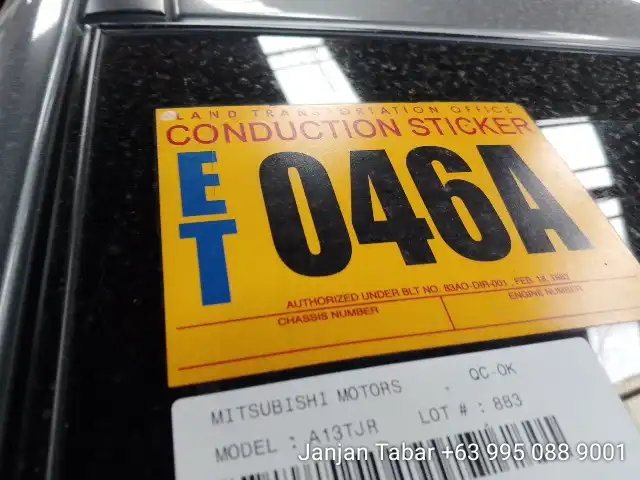 LAND TRANSPORTATION OFFICE
CONDUCTION STICKER
ET 046A
AUTHORIZED UNDER BLT NO. 83AO-DIR-001, FEB. 18, 1983
CHASSIS NUMBER ENGINE NUMBER
MITSUBISHI MOTORS - QC-OK
MODEL : A13TJR LOT # : 883
Janjan Tabar +63 995 088 9001